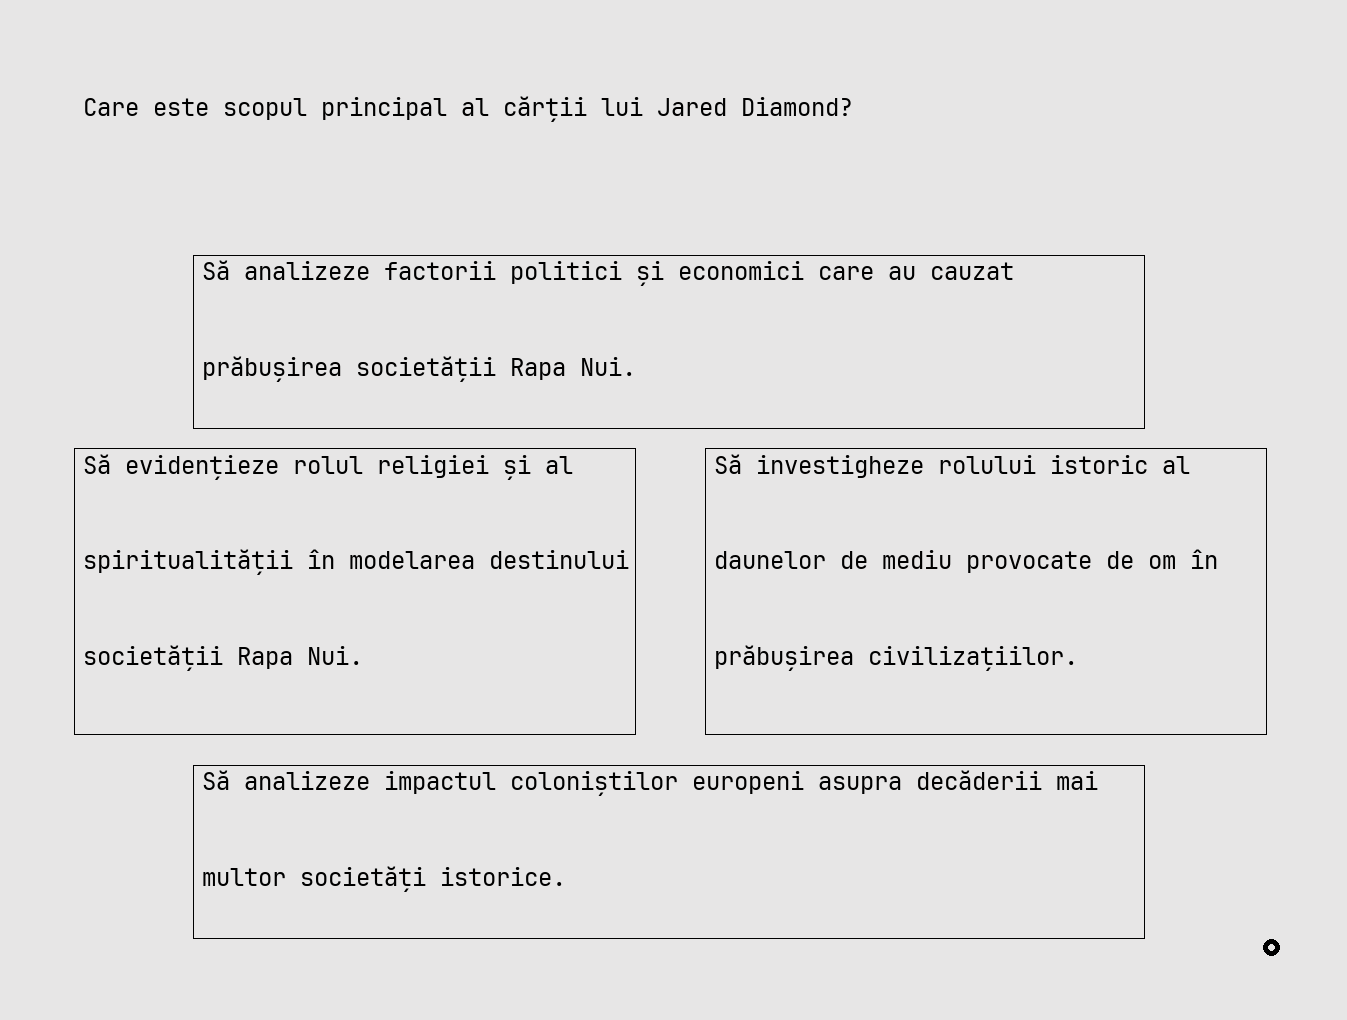 Care este scopul principal al cărții lui Jared Diamond?
Să analizeze factorii politici și economici care au cauzat
prăbușirea societății Rapa Nui.
Să evidențieze rolul religiei și al
spiritualității în modelarea destinului
societății Rapa Nui.
Să investigheze rolului istoric al
daunelor de mediu provocate de om în
prăbușirea civilizațiilor.
Să analizeze impactul coloniștilor europeni asupra decăderii mai
multor societăți istorice.